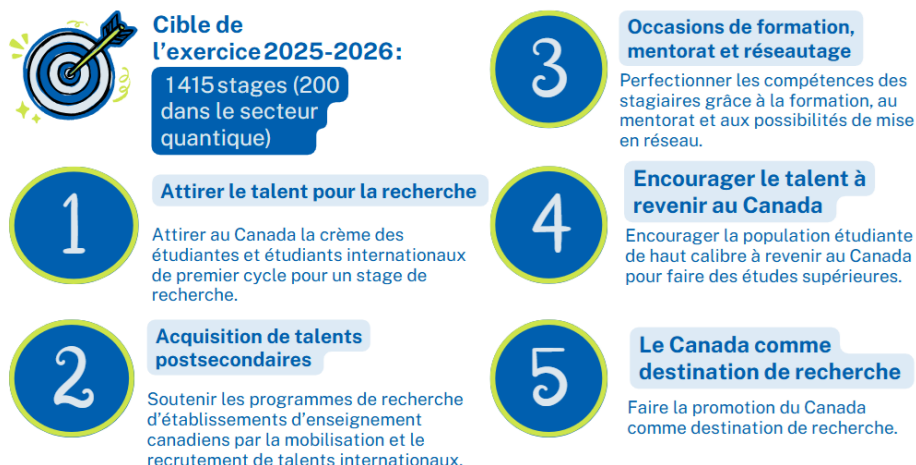 Cible de
l'exercice 2025-2026:
1415 stages (200
dans le secteur
quantique)
1
Attirer le talent pour la recherche
Attirer au Canada la crème des
étudiantes et étudiants internationaux
de premier cycle pour un stage de
recherche.
2
Acquisition de talents
postsecondaires
Soutenir les programmes de recherche
d'établissements d'enseignement
canadiens par la mobilisation et le
recrutement de talents internationaux.
3
Occasions de formation,
mentorat et réseautage
Perfectionner les compétences des
stagiaires grâce à la formation, au
mentorat et aux possibilités de mise
en réseau.
4
Encourager le talent à
revenir au Canada
Encourager la population étudiante
de haut calibre à revenir au Canada
pour faire des études supérieures.
5
Le Canada comme
destination de recherche
Faire la promotion du Canada
comme destination de recherche.